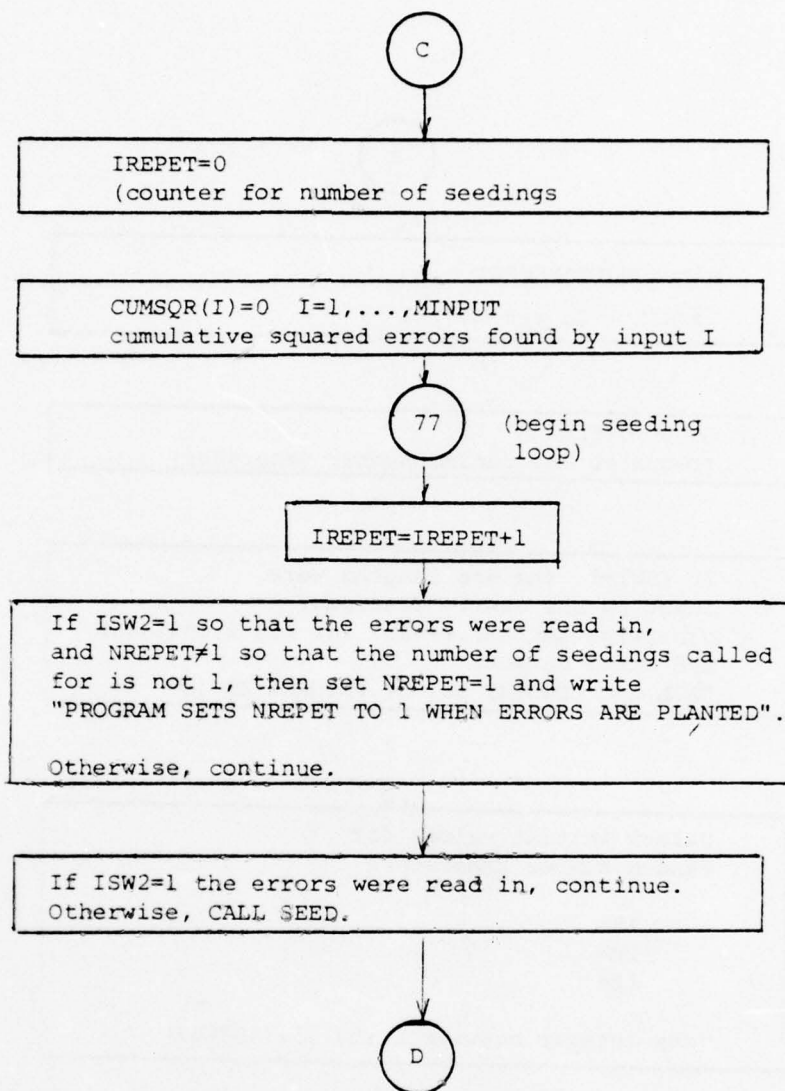 C
IREPET=0
(counter for number of seedings
CUMSQR(I)=0 I=1,...,MINPUT
cumulative squared errors found by input I
77
(begin seeding
loop)
IREPET=IREPET+1
If ISW2=1 so that the errors were read in,
and NREPET≠1 so that the number of seedings called
for is not 1, then set NREPET=1 and write
"PROGRAM SETS NREPET TO 1 WHEN ERRORS ARE PLANTED".
Otherwise, continue.
If ISW2=1 the errors were read in, continue.
Otherwise, CALL SEED.
D